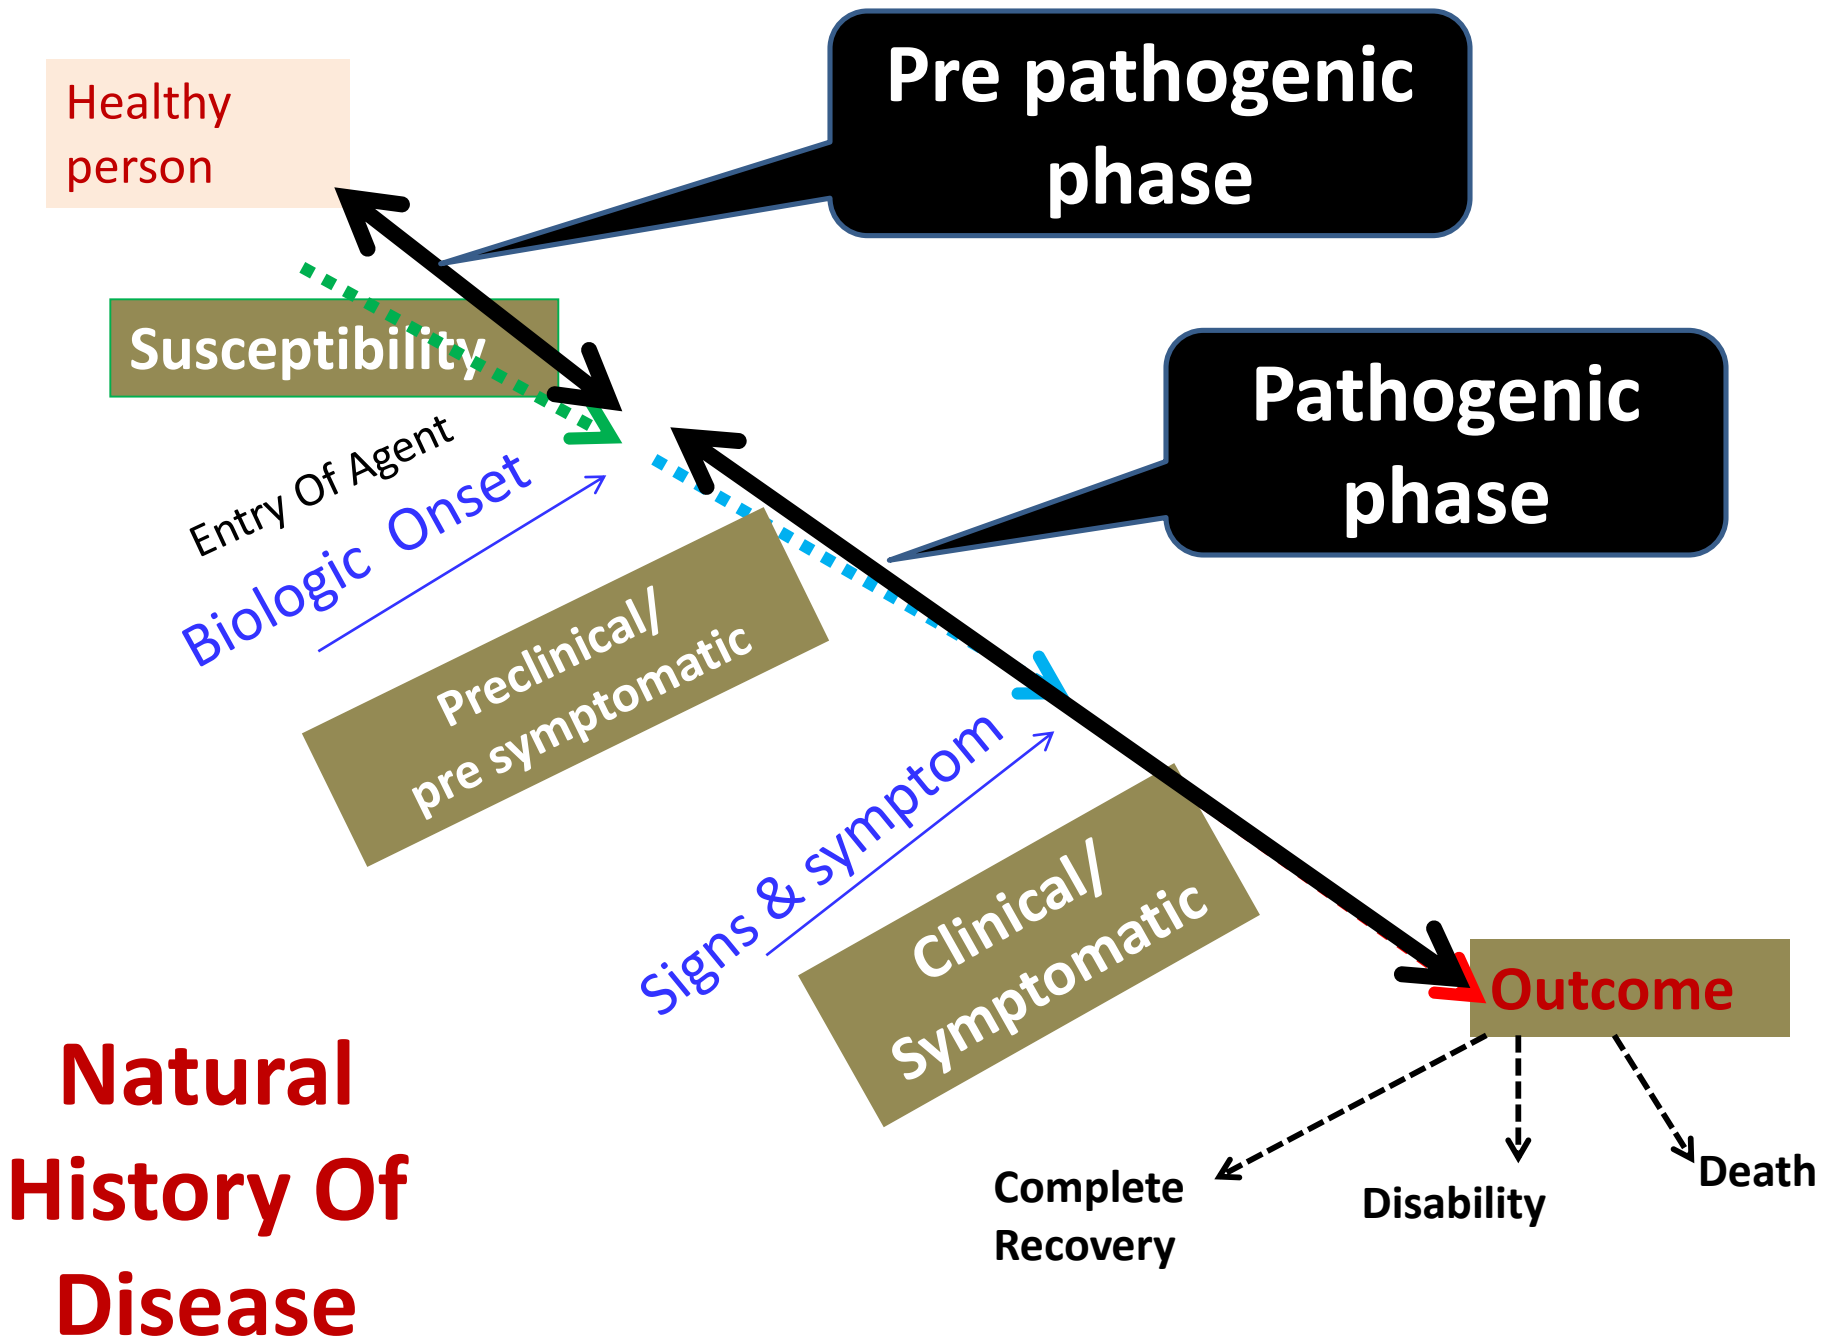 Healthy
person
Pre pathogenic
phase
Susceptibility
Entry Of Agent
Biologic Onset
Pathogenic
phase
Preclinical/
pre symptomatic
Signs & symptom
Clinical/
Symptomatic
Outcome
Complete
Recovery
Disability
Death
Natural
History Of
Disease